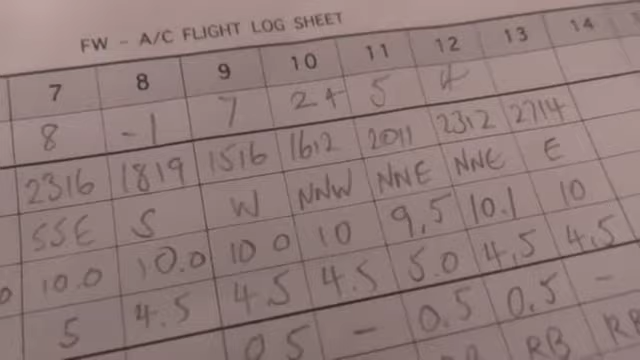 FW - A/C FLIGHT LOG SHEET
7 8 9 10 11 12 13 14
8 -1 7 2+ 5
2316 1819 1516 1612 2011 2312 2714
SSE S W NNW NNE NNE E
10.0 10.0 10 0 10 9,5 10.1 10
5 4.5 4.5 4.5 5.0 4,5 4.5
0.5 - 0.5 0.5 -
RB RB